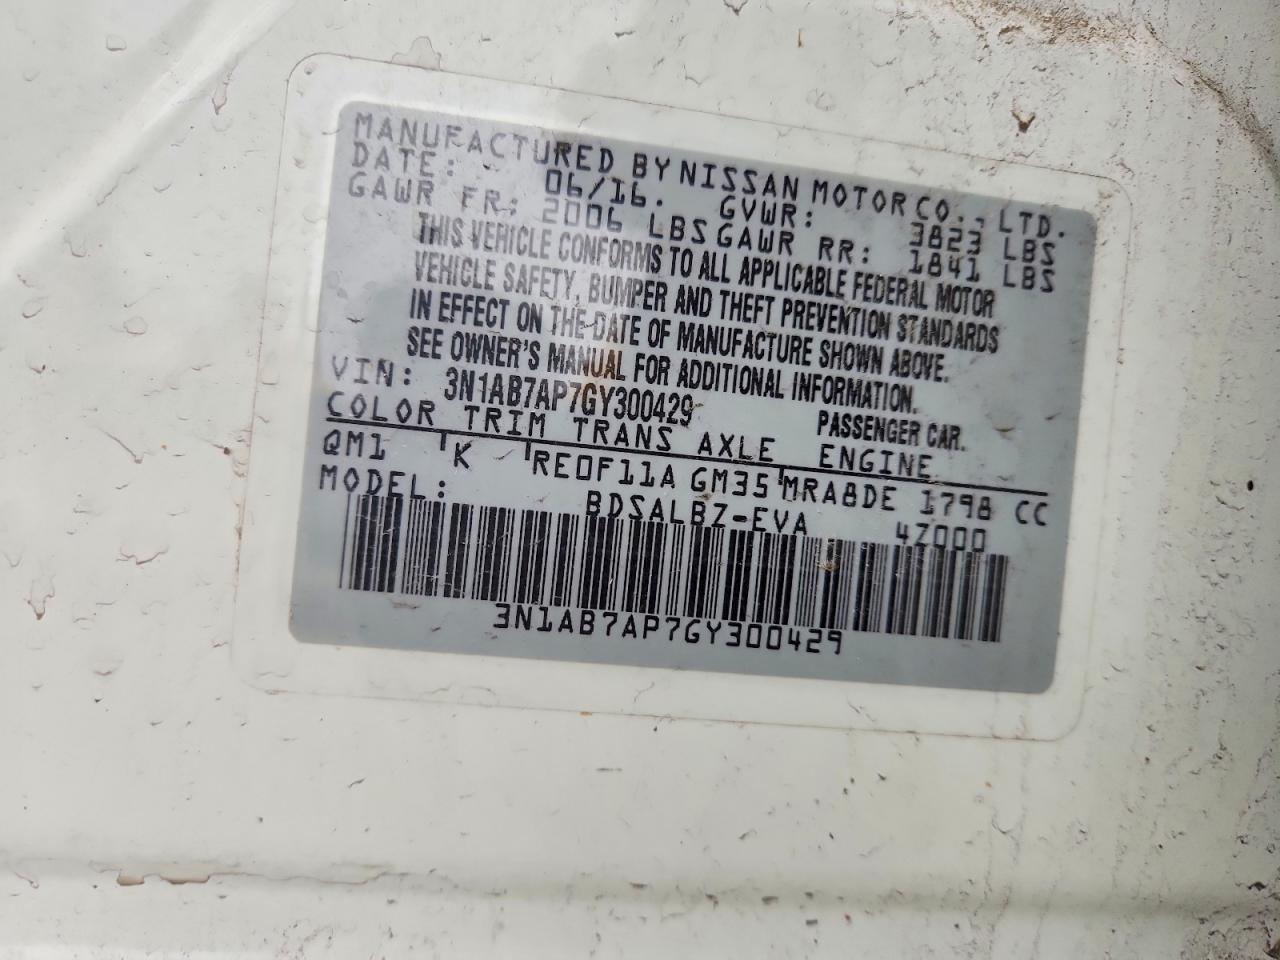 MANUFACTURED BY NISSAN MOTOR CO., LTD.
DATE: 06/16. GVWR: 3823 LBS
GAWR FR: 2006 LBS GAWR RR: 1841 LBS
THIS VEHICLE CONFORMS TO ALL APPLICABLE FEDERAL MOTOR
VEHICLE SAFETY, BUMPER AND THEFT PREVENTION STANDARDS
IN EFFECT ON THE DATE OF MANUFACTURE SHOWN ABOVE.
SEE OWNER'S MANUAL FOR ADDITIONAL INFORMATION.
VIN: 3N1AB7AP7GY300429 PASSENGER CAR.
COLOR TRIM TRANS AXLE ENGINE
QM1 K RE0F11A GM35 MRA8DE 1798 CC
MODEL: BDSALBZ-EVA 4Z000
3N1AB7AP7GY300429